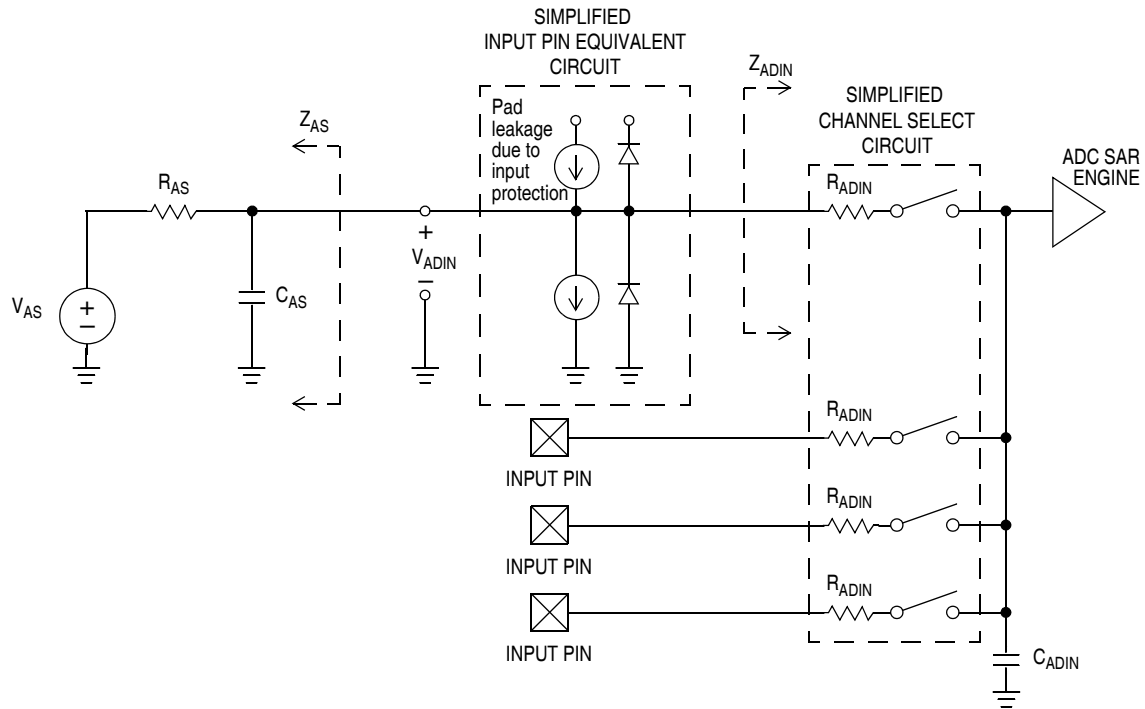 SIMPLIFIED
INPUT PIN EQUIVALENT
CIRCUIT
Z_ADIN
SIMPLIFIED
CHANNEL SELECT
CIRCUIT
Pad
leakage
due to
input
protection
Z_AS
ADC SAR
ENGINE
R_AS
R_ADIN
+
V_ADIN
–
V_AS
+
–
C_AS
R_ADIN
INPUT PIN
R_ADIN
INPUT PIN
R_ADIN
INPUT PIN
C_ADIN